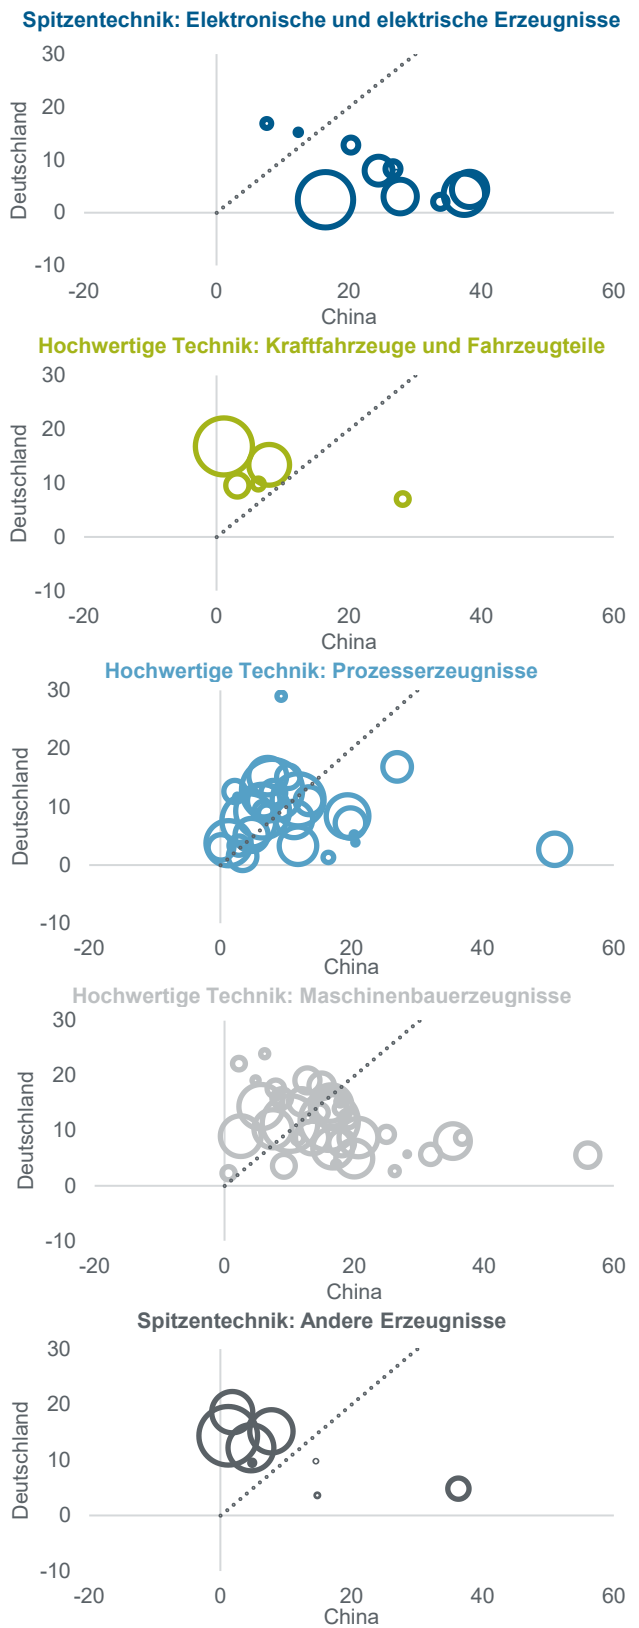 Spitzentechnik: Elektronische und elektrische Erzeugnisse
30
20
10
0
-10
Deutschland
-20 0 20 40 60
China
Hochwertige Technik: Kraftfahrzeuge und Fahrzeugteile
30
20
10
0
-10
Deutschland
-20 0 20 40 60
China
Hochwertige Technik: Prozesserzeugnisse
30
20
10
0
-10
Deutschland
-20 0 20 40 60
China
Hochwertige Technik: Maschinenbauerzeugnisse
30
20
10
0
-10
Deutschland
-20 0 20 40 60
China
Spitzentechnik: Andere Erzeugnisse
30
20
10
0
-10
Deutschland
-20 0 20 40 60
China